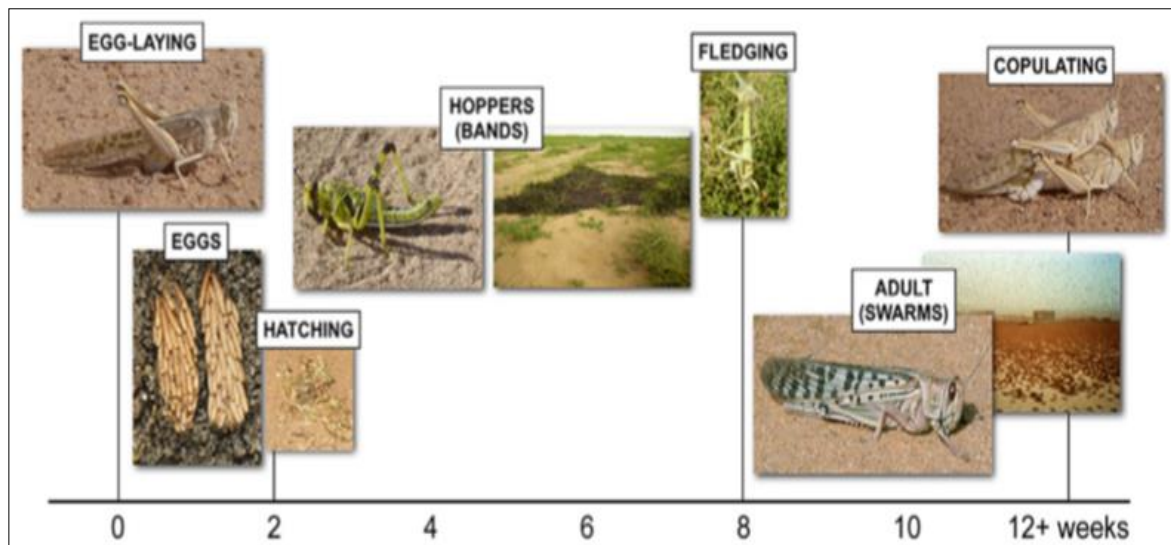 EGG-LAYING
EGGS
HATCHING
HOPPERS
(BANDS)
FLEDGING
ADULT
(SWARMS)
COPULATING
0 2 4 6 8 10 12+ weeks